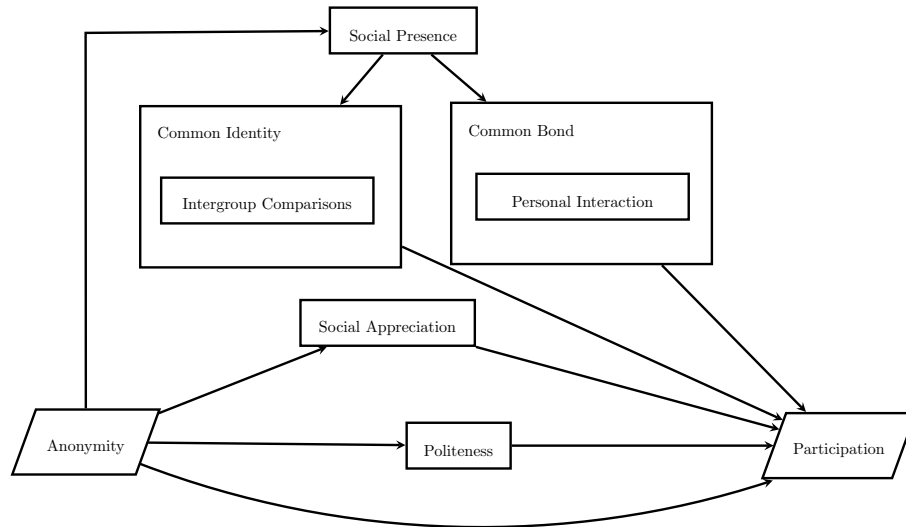 Social Presence
Common Identity
Common Bond
Intergroup Comparisons
Personal Interaction
Social Appreciation
Anonymity
Politeness
Participation